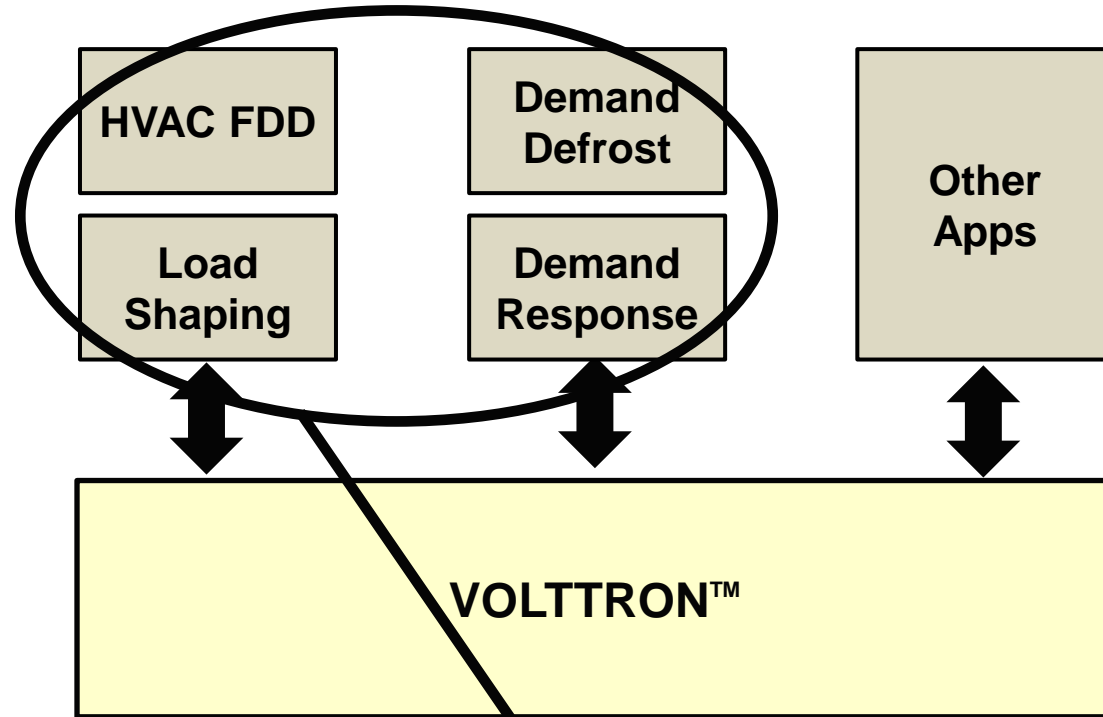 HVAC FDD
Demand
Defrost
Load
Shaping
Demand
Response
Other
Apps
VOLTTRON™